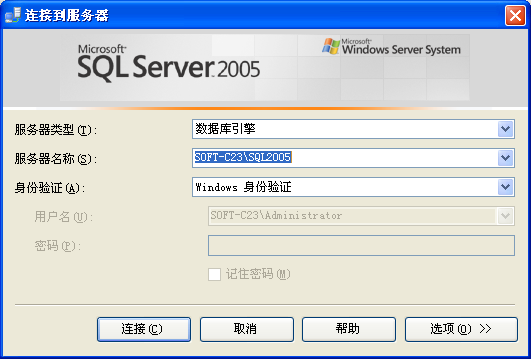 连接到服务器
Microsoft®
SQL Server 2005
Microsoft®
Windows Server System™
服务器类型(T):
数据库引擎
服务器名称(S):
SOFT-C23\SQL2005
身份验证(A):
Windows 身份验证
用户名(U):
SOFT-C23\Administrator
密码(P):
记住密码(M)
连接(C)
取消
帮助
选项(O) >>